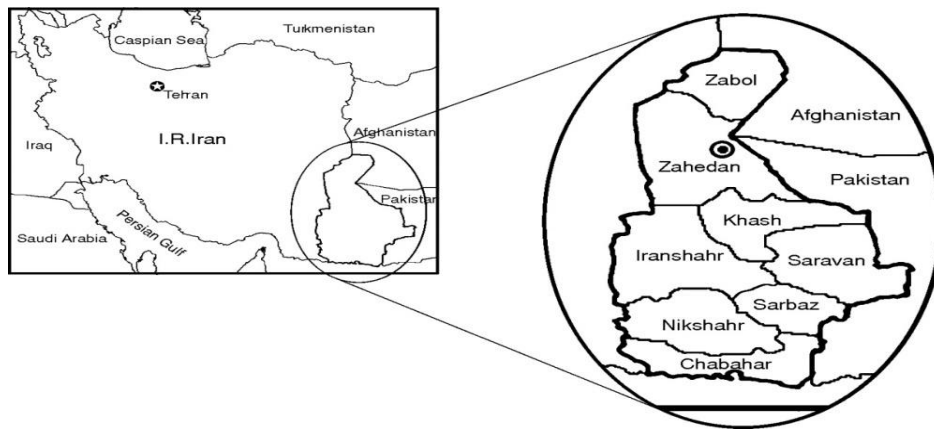 Caspian Sea
Turkmenistan
Tehran
I.R.Iran
Iraq
Afghanistan
Pakistan
Persian Gulf
Saudi Arabia
Zabol
Afghanistan
Zahedan
Pakistan
Khash
Iranshahr
Saravan
Sarbaz
Nikshahr
Chabahar